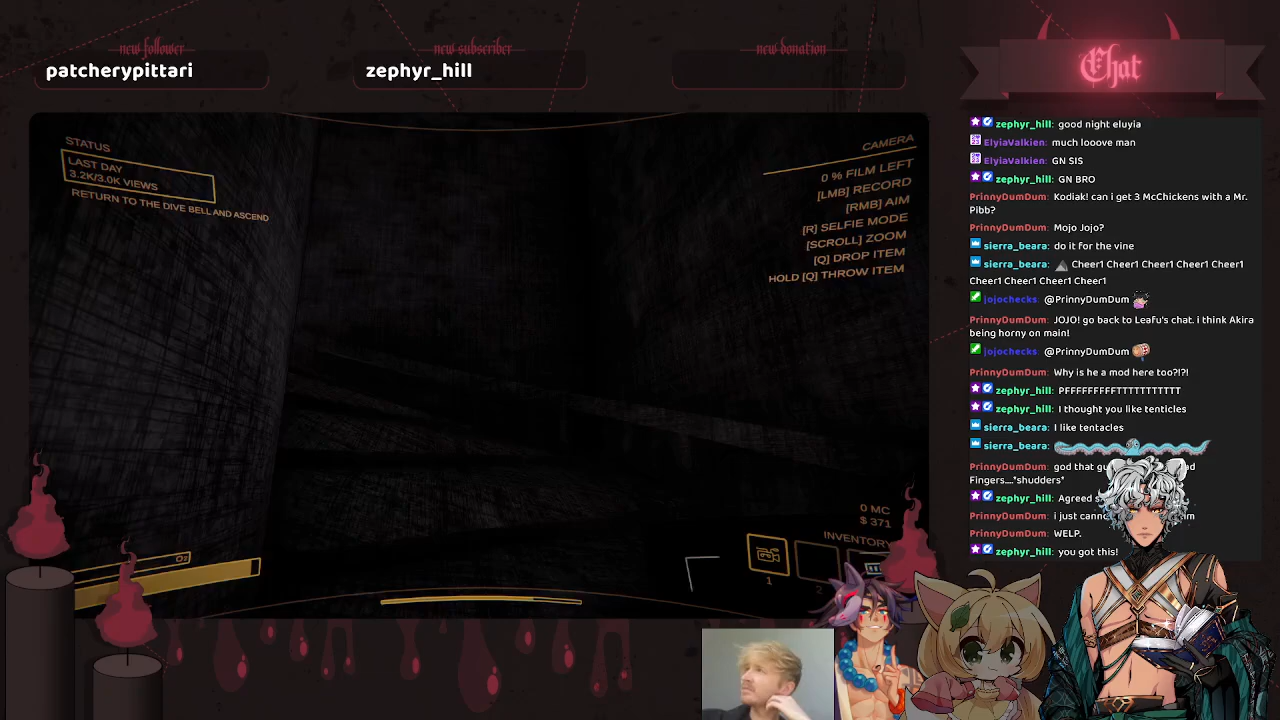 new follower
patcherypittari
new subscriber
zephyr_hill
new donation
Chat
STATUS
LAST DAY
3.2K/3.0K VIEWS
RETURN TO THE DIVE BELL AND ASCEND
CAMERA
0 % FILM LEFT
[LMB] RECORD
[RMB] AIM
[R] SELFIE MODE
[SCROLL] ZOOM
[Q] DROP ITEM
HOLD [Q] THROW ITEM
O2
0 MC
$ 371
INVENTORY
1
2
zephyr_hill: good night eluyia
ElyiaValkien: much looove man
ElyiaValkien: GN SIS
zephyr_hill: GN BRO
PrinnyDumDum: Kodiak! can i get 3 McChickens with a Mr.
Pibb?
PrinnyDumDum: Mojo Jojo?
sierra_beara: do it for the vine
sierra_beara: Cheer1 Cheer1 Cheer1 Cheer1 Cheer1
Cheer1 Cheer1 Cheer1 Cheer1
jojochecks: @PrinnyDumDum
PrinnyDumDum: JOJO! go back to Leafu's chat. i think Akira
being horny on main!
jojochecks: @PrinnyDumDum
PrinnyDumDum: Why is he a mod here too?!?!
zephyr_hill: PFFFFFFFFFTTTTTTTTTTT
zephyr_hill: I thought you like tenticles
sierra_beara: I like tentacles
sierra_beara:
PrinnyDumDum: god that
Fingers....*shudders*
zephyr_hill: Agreed
PrinnyDumDum: i just
PrinnyDumDum: WELP.
zephyr_hill: you got this!